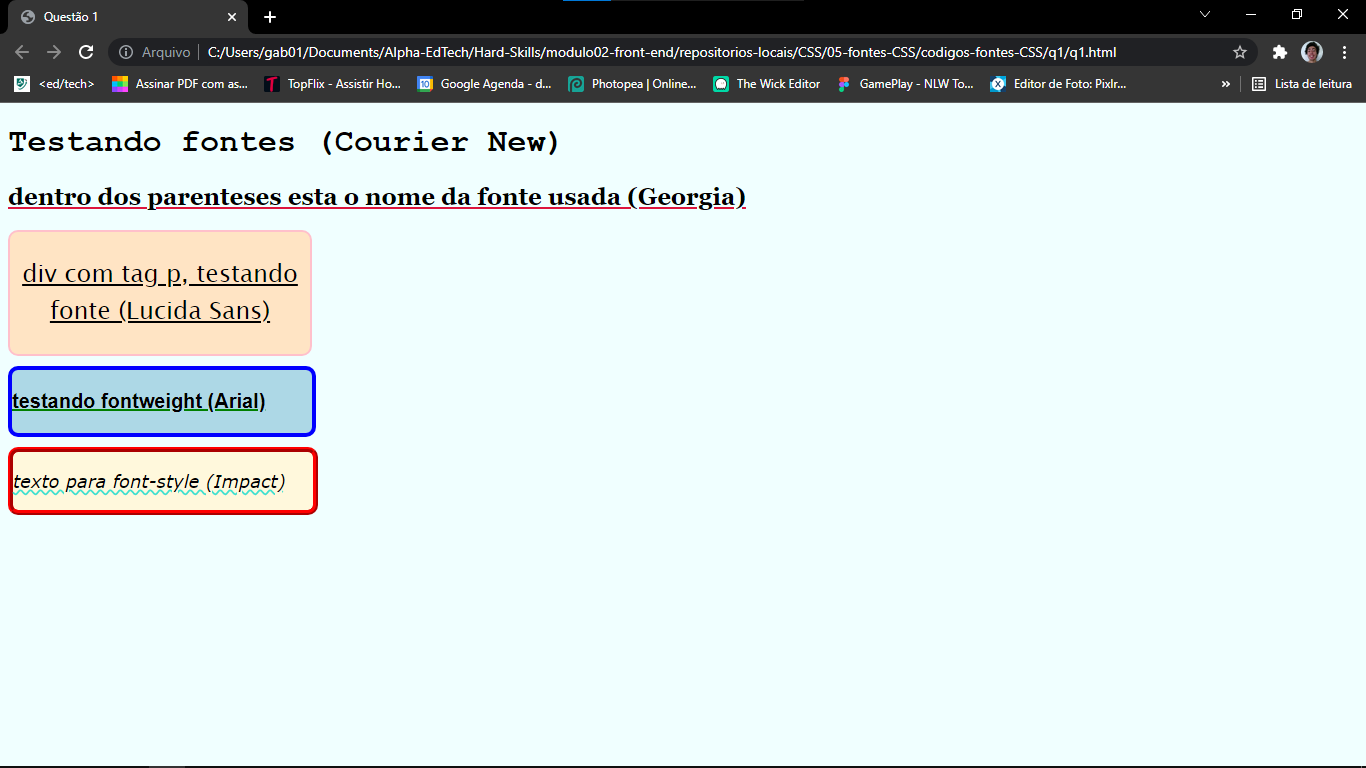 Questão 1
Arquivo
C:/Users/gab01/Documents/Alpha-EdTech/Hard-Skills/modulo02-front-end/repositorios-locais/CSS/05-fontes-CSS/codigos-fontes-CSS/q1/q1.html
<ed/tech> Assinar PDF com as... TopFlix - Assistir Ho... Google Agenda - d... Photopea | Online... The Wick Editor GamePlay - NLW To... Editor de Foto: Pixlr... » Lista de leitura
Testando fontes (Courier New)
dentro dos parenteses esta o nome da fonte usada (Georgia)
div com tag p, testando
fonte (Lucida Sans)
testando fontweight (Arial)
texto para font-style (Impact)